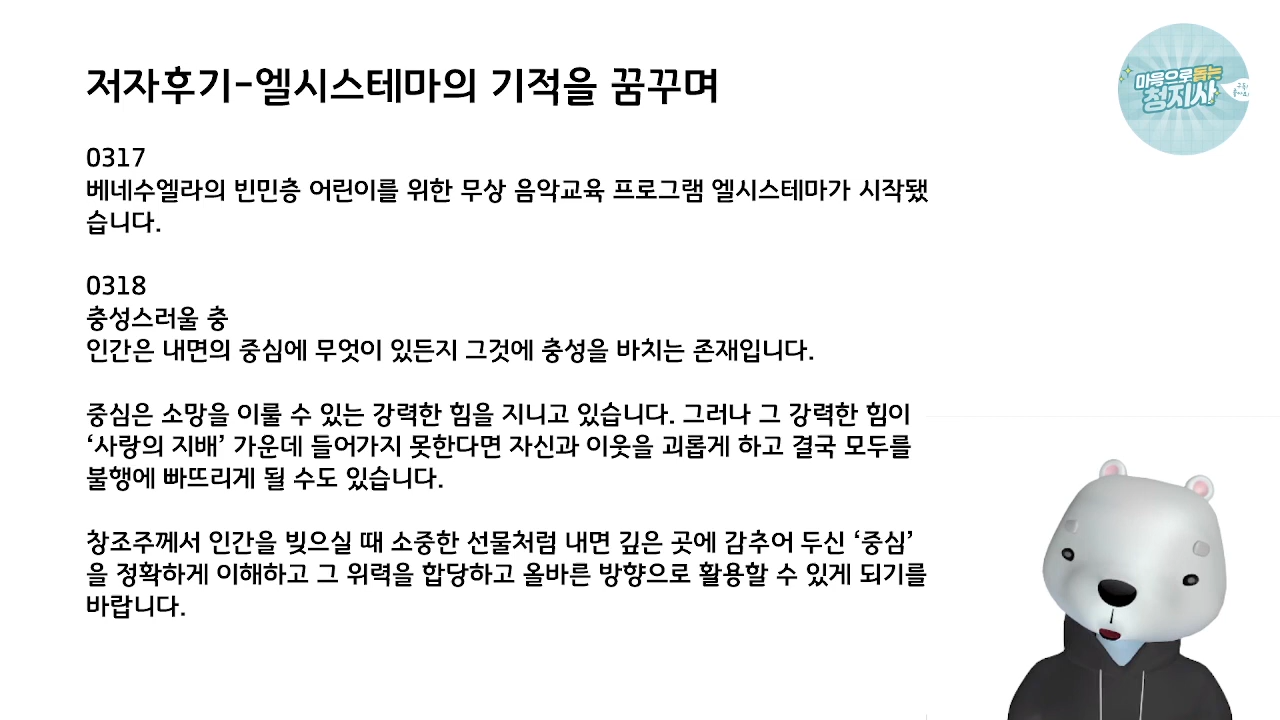 저자후기-엘시스테마의 기적을 꿈꾸며
마음으로돕는
청지사
0317
베네수엘라의 빈민층 어린이를 위한 무상 음악교육 프로그램 엘시스테마가 시작됐
습니다.
0318
충성스러울 충
인간은 내면의 중심에 무엇이 있든지 그것에 충성을 바치는 존재입니다.
중심은 소망을 이룰 수 있는 강력한 힘을 지니고 있습니다. 그러나 그 강력한 힘이
‘사랑의 지배’ 가운데 들어가지 못한다면 자신과 이웃을 괴롭게 하고 결국 모두를
불행에 빠뜨리게 될 수도 있습니다.
창조주께서 인간을 빚으실 때 소중한 선물처럼 내면 깊은 곳에 감추어 두신 ‘중심’
을 정확하게 이해하고 그 위력을 합당하고 올바른 방향으로 활용할 수 있게 되기를
바랍니다.